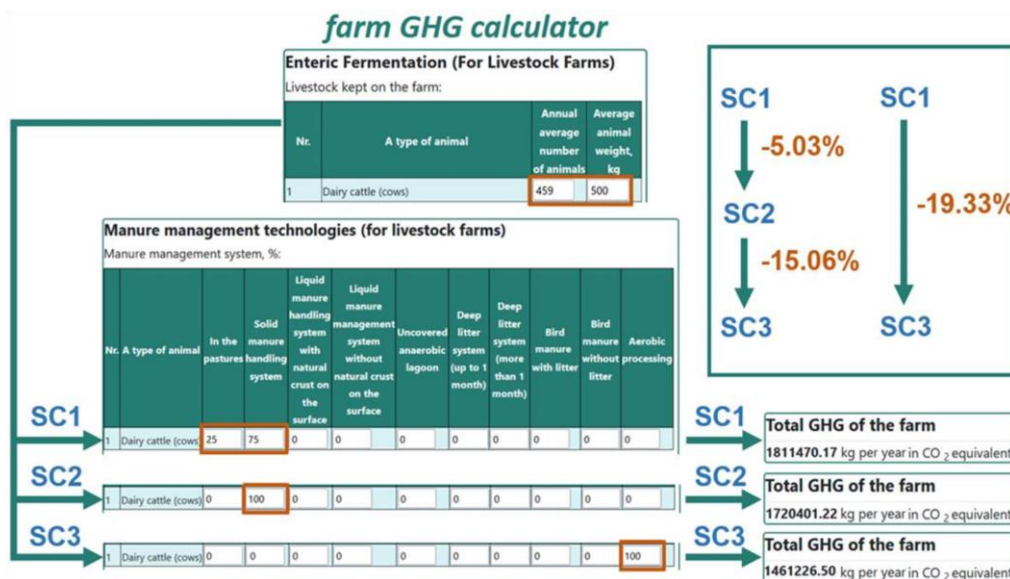 farm GHG calculator
Enteric Fermentation (For Livestock Farms)
Livestock kept on the farm:
Nr.
A type of animal
Annual
average
number
of animals
Average
animal
weight,
kg
1 Dairy cattle (cows) 459 500
Manure management technologies (for livestock farms)
Manure management system, %:
Nr.
A type of animal
In the
pastures
Solid
manure
handling
system
Liquid
manure
handling
system
with
natural
crust on
the
surface
Liquid
manure
management
system
without
natural crust
on the
surface
Uncovered
anaerobic
lagoon
Deep
litter
system
(up to 1
month)
Deep
litter
system
(more
than 1
month)
Bird
manure
with litter
Bird
manure
without
litter
Aerobic
processing
SC1
1 Dairy cattle (cows) 25 75 0 0 0 0 0 0 0 0
SC1
Total GHG of the farm
1811470.17 kg per year in CO2 equivalent
SC2
1 Dairy cattle (cows) 0 100 0 0 0 0 0 0 0 0
SC2
Total GHG of the farm
1720401.22 kg per year in CO2 equivalent
SC3
1 Dairy cattle (cows) 0 0 0 0 0 0 0 0 0 100
SC3
Total GHG of the farm
1461226.50 kg per year in CO2 equivalent
SC1
-5.03%
SC2
-15.06%
SC3
SC1
-19.33%
SC3